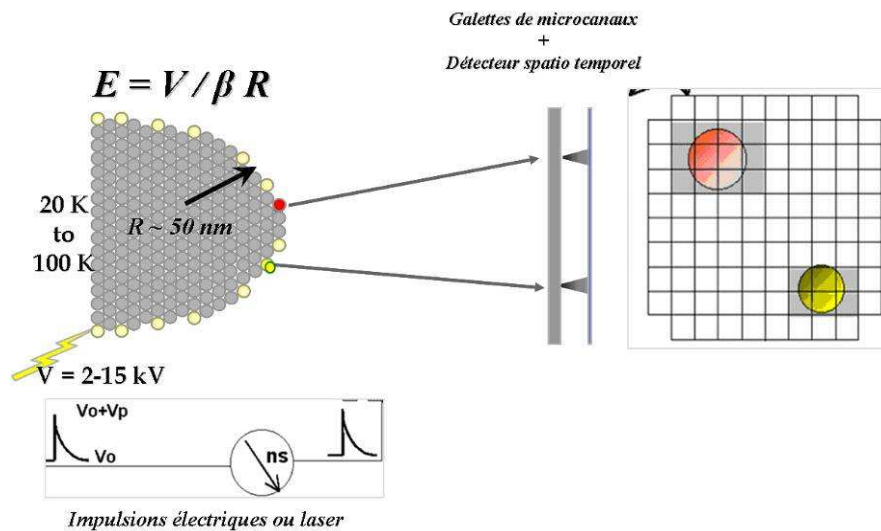 Galettes de microcanaux
+
Détecteur spatio temporel
E = V / β R
20 K
to
100 K
R ~ 50 nm
V = 2-15 kV
Vo+Vp
Vo
ns
Impulsions électriques ou laser